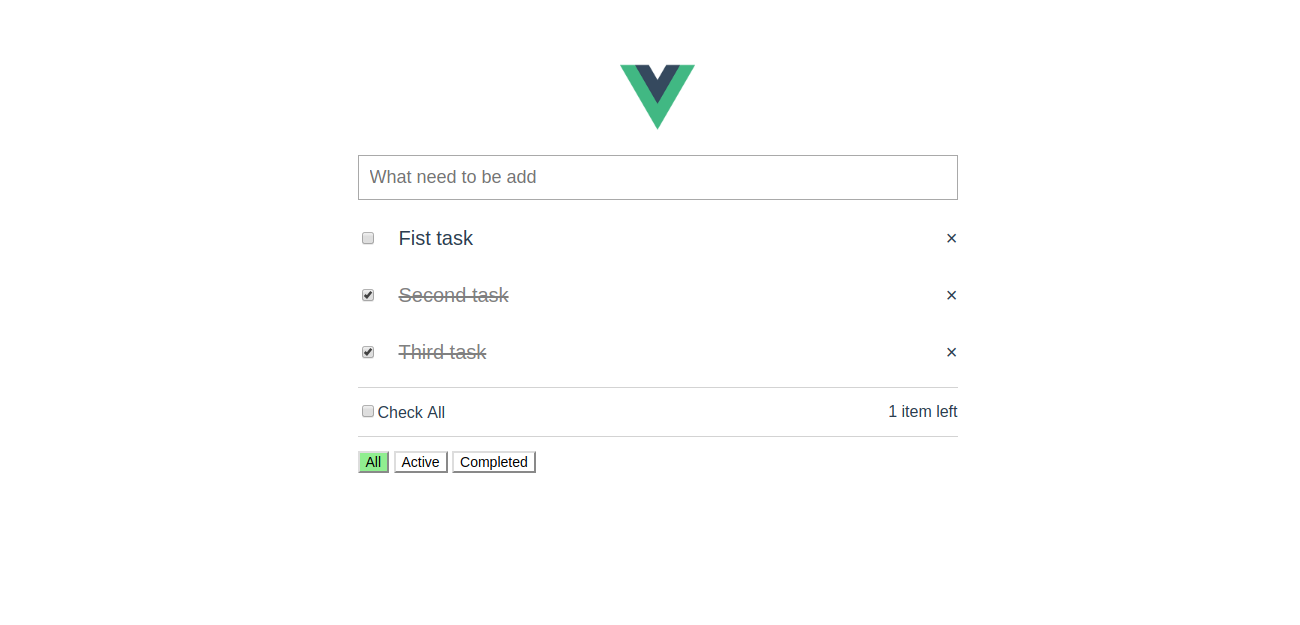 What need to be add
Fist task ×
Second task ×
Third task ×
Check All 1 item left
All Active Completed